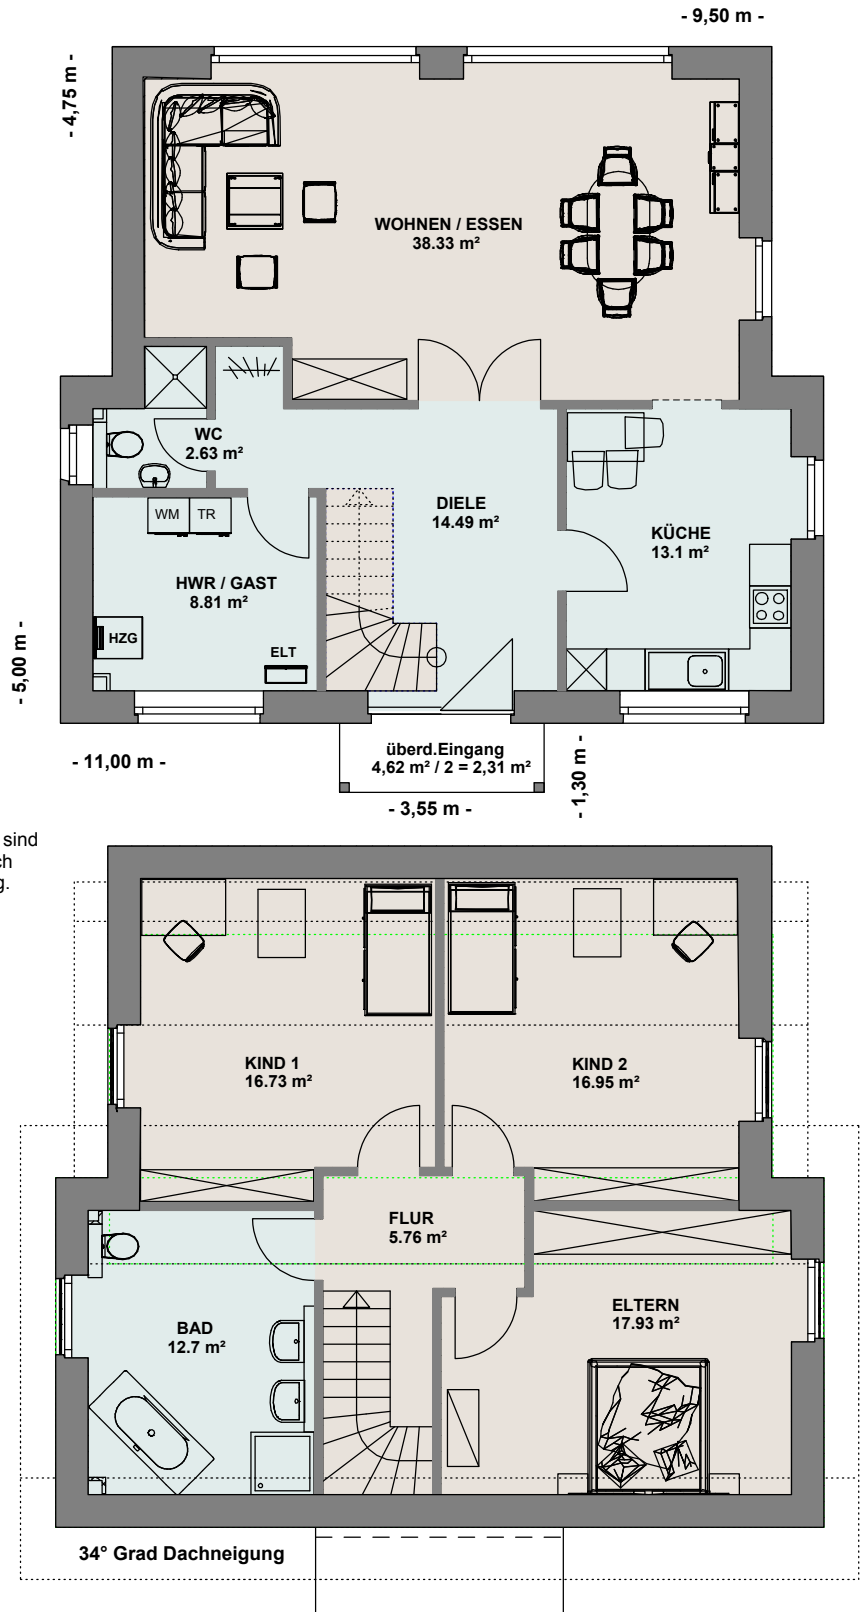 - 9,50 m -
- 4,75 m -
WOHNEN / ESSEN
38.33 m²
WC
2.63 m²
DIELE
14.49 m²
KÜCHE
13.1 m²
WM
TR
HWR / GAST
8.81 m²
HZG
ELT
- 5,00 m -
überd.Eingang
4,62 m² / 2 = 2,31 m²
- 11,00 m -
- 1,30 m -
- 3,55 m -
sind
ch
g.
KIND 1
16.73 m²
KIND 2
16.95 m²
FLUR
5.76 m²
BAD
12.7 m²
ELTERN
17.93 m²
34° Grad Dachneigung